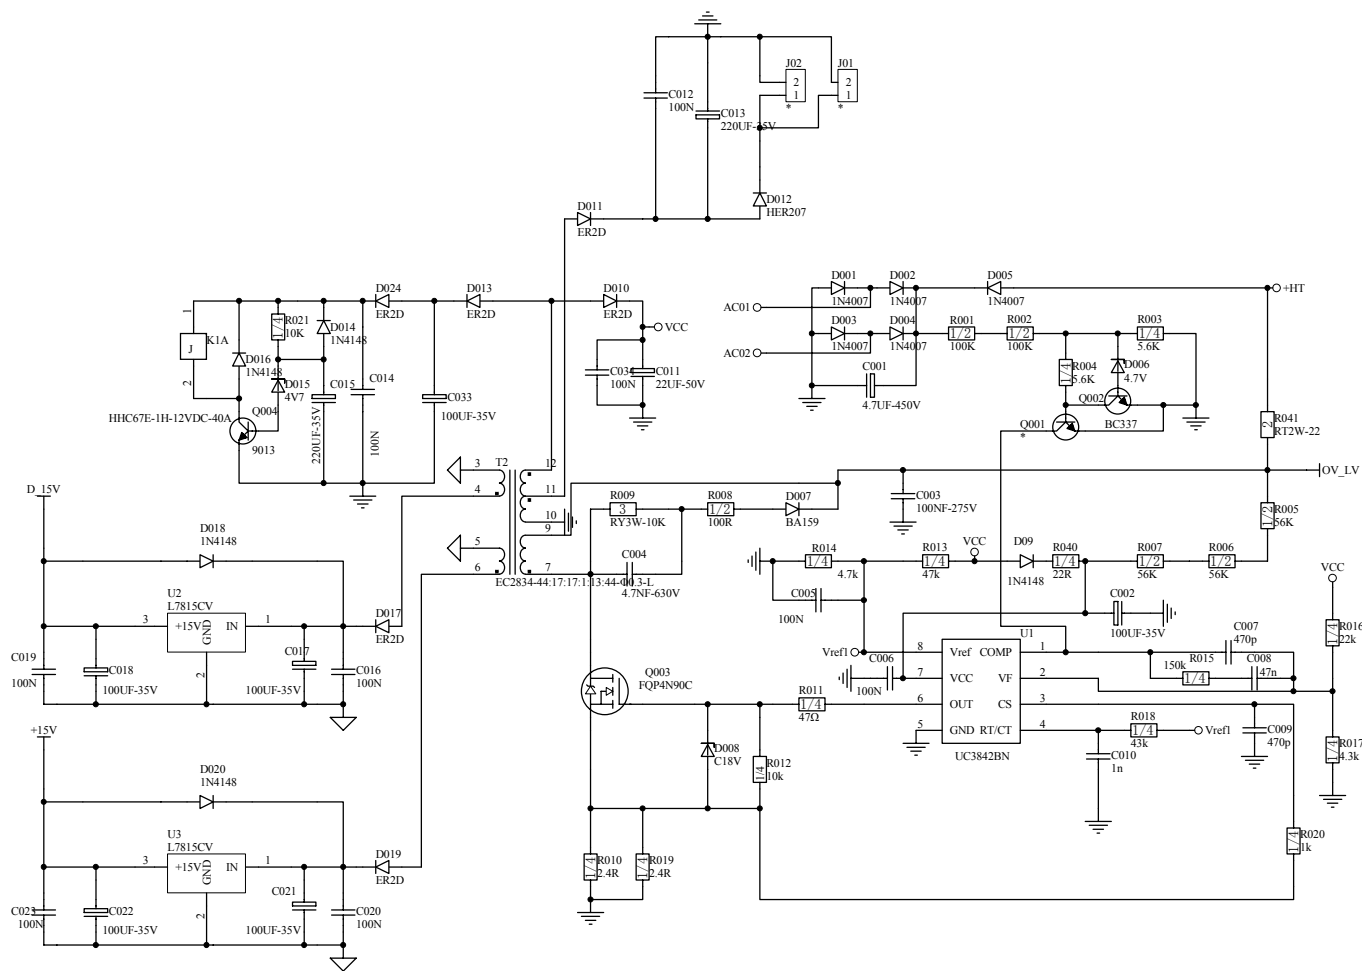 J02
J01
2
1
*
2
1
*
C012
100N
C013
220UF-35V
D012
HER207
D011
ER2D
D024
ER2D
D013
ER2D
D010
ER2D
VCC
D001
1N4007
D002
1N4007
D005
1N4007
+HT
AC01
D003
1N4007
D004
1N4007
R001
1/2
100K
R002
1/2
100K
R003
1/4
5.6K
AC02
1
K1A
J
2
R021
1/4
10K
D014
1N4148
D016
1N4148
D015
4V7
C015
220UF-35V
C014
100N
C033
100UF-35V
C034
100N
C011
22UF-50V
C001
4.7UF-450V
R004
1/4
5.6K
D006
4.7V
Q002
BC337
Q001
*
R041
2
RT2W-22
HHC67E-1H-12VDC-40A
Q004
9013
T2
3
4
5
6
12
11
10
9
7
EC2834-44:17:17:1:13:44-C10.3-L
OV_LV
R009
3
RY3W-10K
R008
1/2
100R
D007
BA159
C003
100NF-275V
R005
1/2
56K
C004
4.7NF-630V
D_15V
D018
1N4148
U2
L7815CV
3
+15V
GND
IN
1
2
D017
ER2D
C019
100N
C018
100UF-35V
C017
100UF-35V
C016
100N
R014
1/4
4.7k
R013
1/4
47k
VCC
D09
1N4148
R040
1/4
22R
R007
1/2
56K
R006
1/2
56K
VCC
C005
100N
C002
100UF-35V
R016
1/4
22k
Vref1
C006
100N
U1
8
Vref
COMP
1
7
VCC
VF
2
6
OUT
CS
3
5
GND
RT/CT
4
UC3842BN
C007
470p
150k
R015
1/4
C008
47n
Q003
FQP4N90C
R011
1/4
47Ω
R018
1/4
43k
Vref1
C009
470p
R017
1/4
4.3k
C010
1n
D008
C18V
R012
1/4
10k
+15V
D020
1N4148
U3
L7815CV
3
+15V
GND
IN
1
2
D019
ER2D
C023
100N
C022
100UF-35V
C021
100UF-35V
C020
100N
R010
1/4
2.4R
R019
1/4
2.4R
R020
1/4
1k